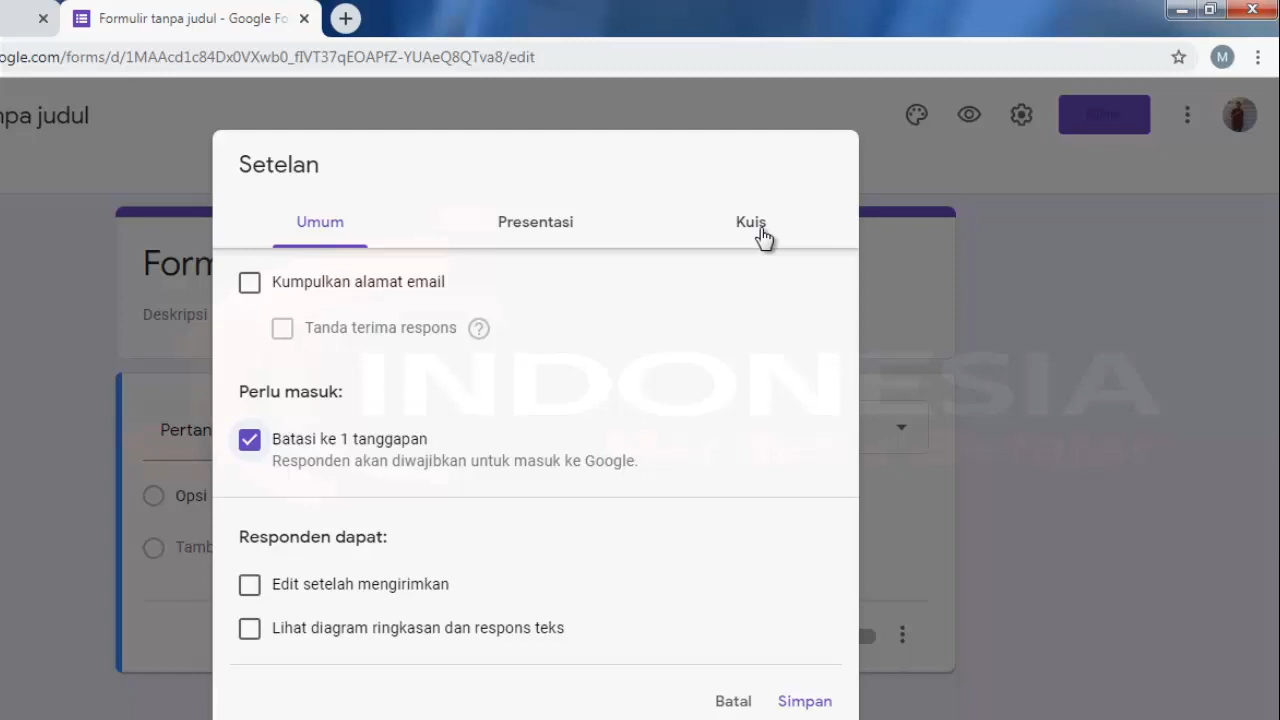 Formulir tanpa judul - Google Fo
ogle.com/forms/d/1MAAcd1c84Dx0VXwb0_flVT37qEOAPfZ-YUAeQ8QTva8/edit
M
npa judul
Setelan
Umum
Presentasi
Kuis
Form
Kumpulkan alamat email
Deskripsi
Tanda terima respons
?
INDONESIA
Perlu masuk:
Pertan
Batasi ke 1 tanggapan
Responden akan diwajibkan untuk masuk ke Google.
Opsi
Responden dapat:
Tamb
Edit setelah mengirimkan
Lihat diagram ringkasan dan respons teks
Batal
Simpan